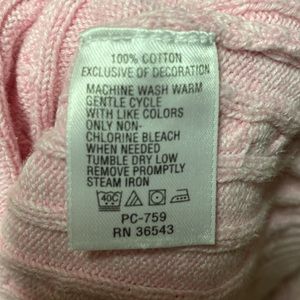 100% COTTON
EXCLUSIVE OF DECORATION
MACHINE WASH WARM
GENTLE CYCLE
WITH LIKE COLORS
ONLY NON-
CHLORINE BLEACH
WHEN NEEDED
TUMBLE DRY LOW
REMOVE PROMPTLY
STEAM IRON
40C
PC-759
RN 36543